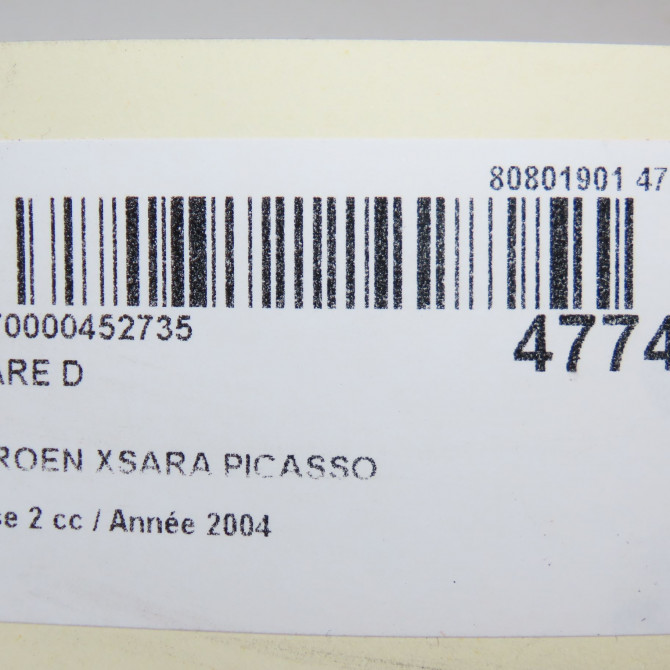 80801901 47
70000452735
4774
ARE D
ROEN XSARA PICASSO
se 2 cc / Année 2004